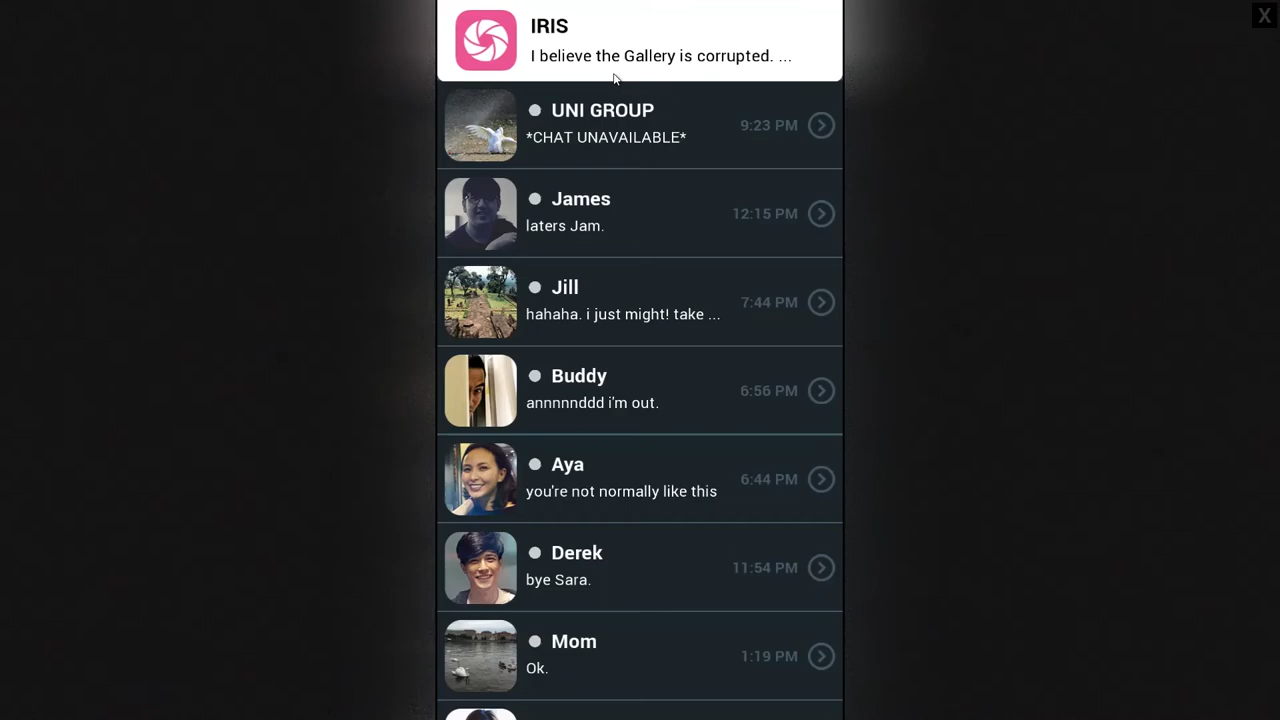 IRIS
I believe the Gallery is corrupted. ...
X
UNI GROUP
*CHAT UNAVAILABLE*
9:23 PM
James
laters Jam.
12:15 PM
Jill
hahaha. i just might! take ...
7:44 PM
Buddy
annnnnddd i'm out.
6:56 PM
Aya
you're not normally like this
6:44 PM
Derek
bye Sara.
11:54 PM
Mom
Ok.
1:19 PM